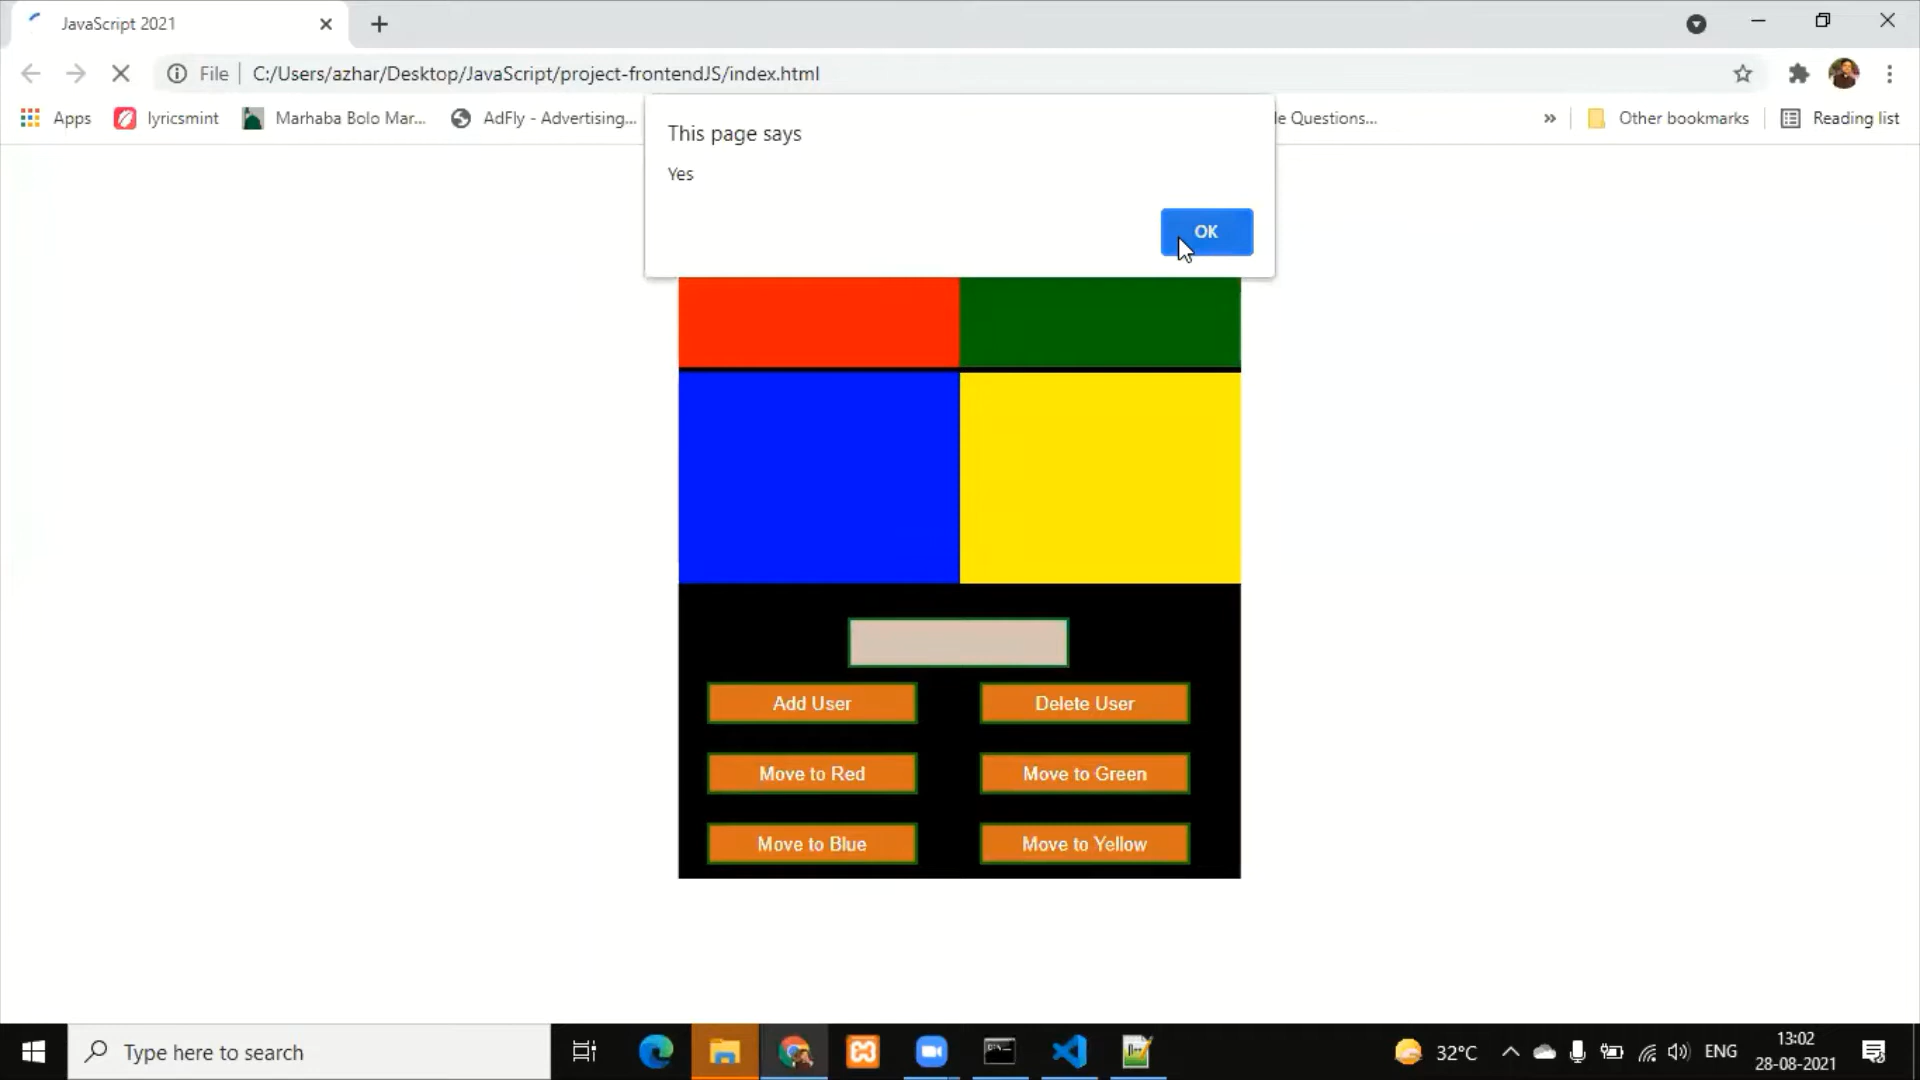 JavaScript 2021
File
C:/Users/azhar/Desktop/JavaScript/project-frontendJS/index.html
Apps
lyricsmint
Marhaba Bolo Mar...
AdFly - Advertising...
le Questions...
»
Other bookmarks
Reading list
This page says
Yes
OK
Add User
Delete User
Move to Red
Move to Green
Move to Blue
Move to Yellow
Type here to search
32°C
ENG
13:02
28-08-2021